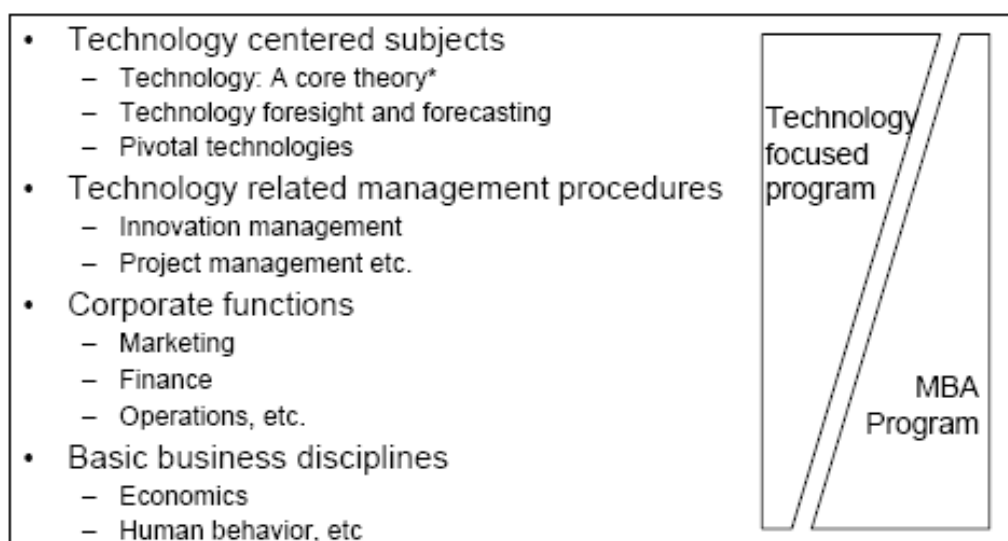 • Technology centered subjects
– Technology: A core theory*
– Technology foresight and forecasting
– Pivotal technologies
• Technology related management procedures
– Innovation management
– Project management etc.
• Corporate functions
– Marketing
– Finance
– Operations, etc.
• Basic business disciplines
– Economics
– Human behavior, etc
Technology
focused
program
MBA
Program